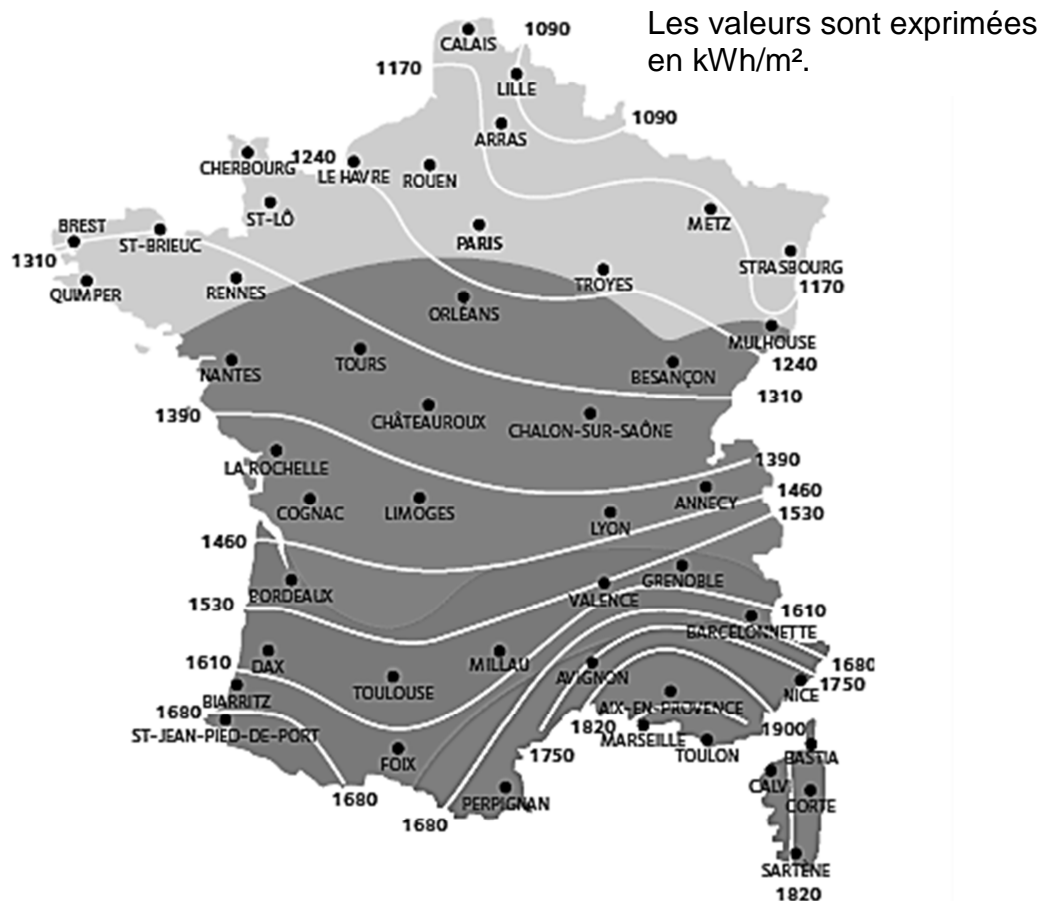 Les valeurs sont exprimées
en kWh/m².
CALAIS
1090
1170
LILLE
1090
ARRAS
CHERBOURG
1240
LE HAVRE
ROUEN
ST-LÔ
METZ
BREST
ST-BRIEUC
PARIS
STRASBOURG
1310
QUIMPER
RENNES
TROYES
1170
ORLÉANS
MULHOUSE
NANTES
TOURS
BESANÇON
1240
1310
1390
CHÂTEAUROUX
CHALON-SUR-SAÔNE
LA ROCHELLE
1390
COGNAC
LIMOGES
LYON
ANNECY
1460
1530
1460
BORDEAUX
VALENCE
GRENOBLE
1530
1610
BARCELONNETTE
1610
DAX
MILLAU
1680
BIARRITZ
TOULOUSE
AVIGNON
NICE
1750
1680
ST-JEAN-PIED-DE-PORT
AIX-EN-PROVENCE
1820
MARSEILLE
1900
1750
TOULON
BASTIA
FOIX
CALVI
1680
PERPIGNAN
CORTE
1680
SARTÈNE
1820